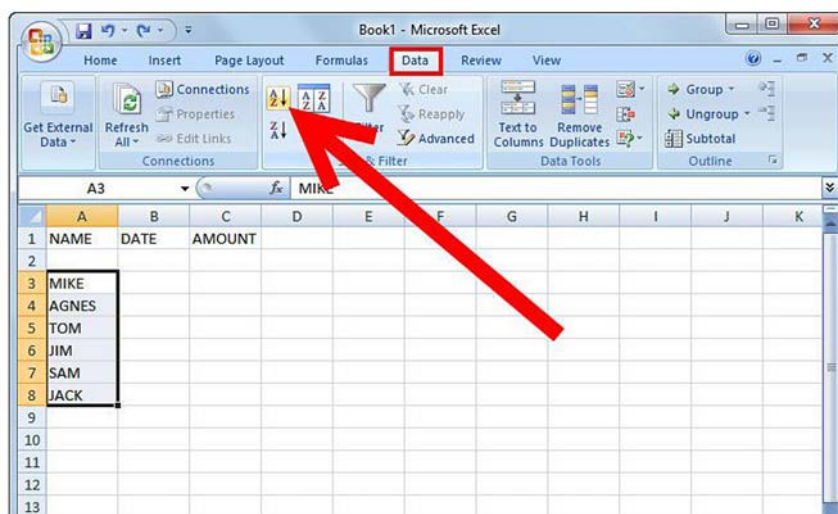 Book1 - Microsoft Excel
Home Insert Page Layout Formulas Data Review View
Get External Data
Refresh All
Connections
Properties
Edit Links
Connections
A Z
Z A
A Z Z A
Clear
Reapply
Advanced
& Filter
Text to Columns
Remove Duplicates
Data Tools
Group
Ungroup
Subtotal
Outline
A3 fx MIKE
A B C D E F G H I J K
1 NAME DATE AMOUNT
2
3 MIKE
4 AGNES
5 TOM
6 JIM
7 SAM
8 JACK
9
10
11
12
13